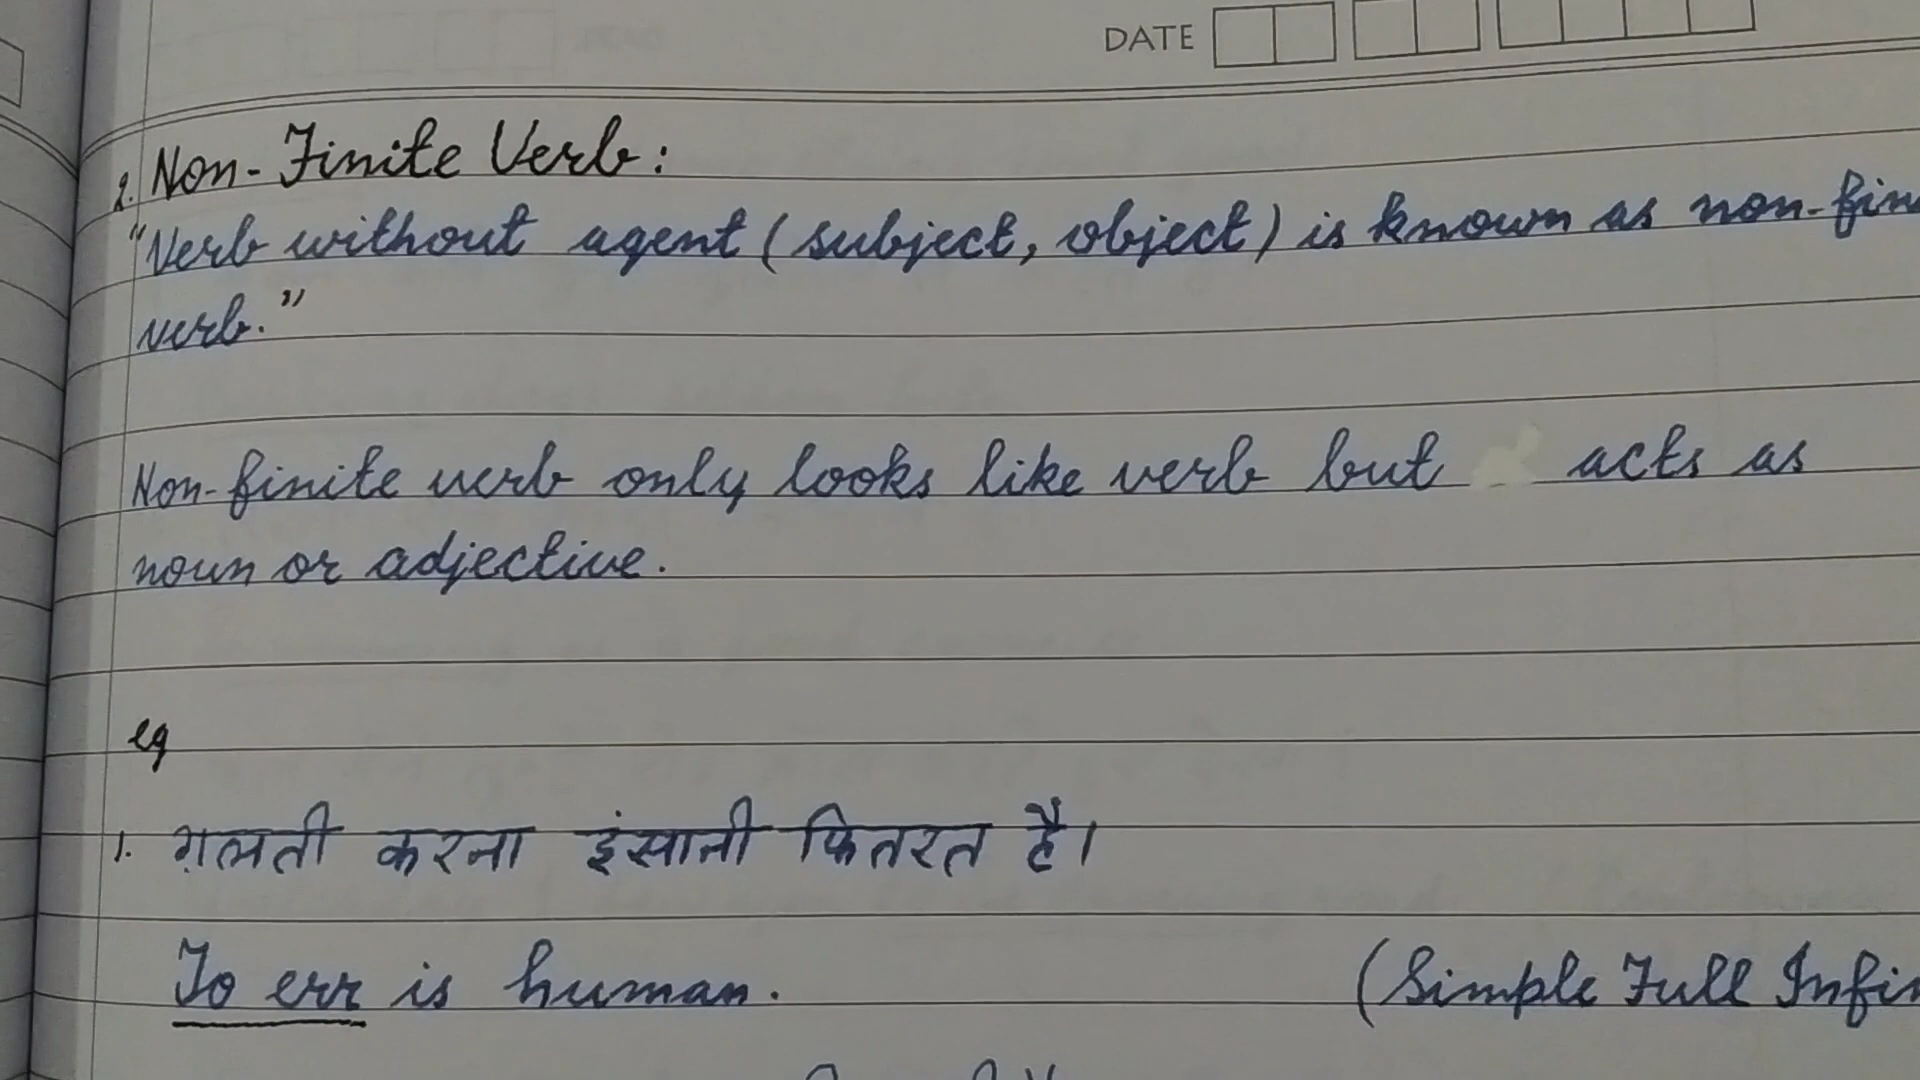 DATE
2. Non-Finite Verb:
"Verb without agent (subject, object) is known as non-fin
verb."
Non-finite verb only looks like verb but acts as
noun or adjective.
eg
1. ग़लती करना इंसानी फितरत है।
To err is human. (Simple Full Infin